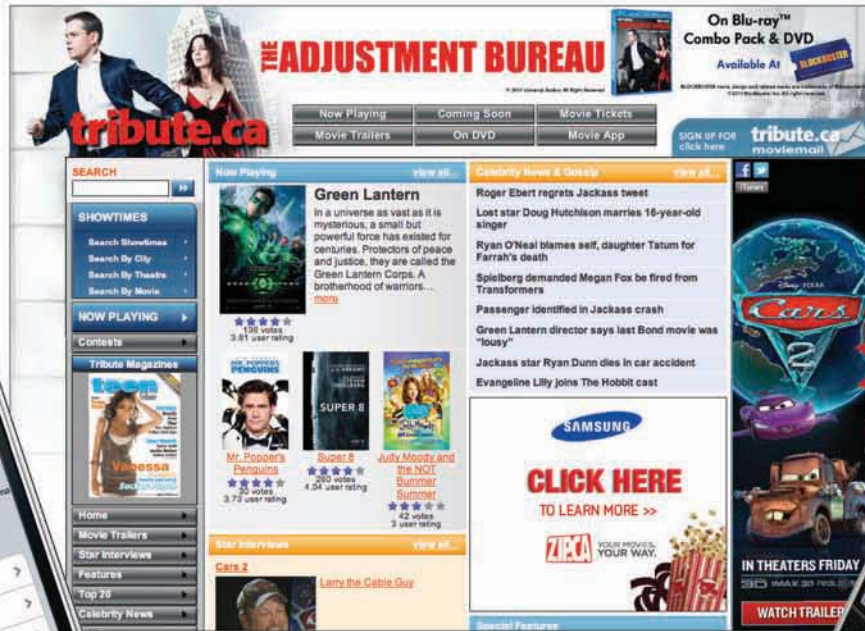 THE ADJUSTMENT BUREAU
On Blu-ray™
Combo Pack & DVD
Available At
BLOCKBUSTER
tribute.ca
Now Playing
Coming Soon
Movie Tickets
Movie Trailers
On DVD
Movie App
SIGN UP FOR
click here
tribute.ca
moviemail
SEARCH
SHOWTIMES
Search Showtimes
Search By City
Search By Theatre
Search By Movie
NOW PLAYING
Contests
Tribute Magazines
teen
Vanessa
Home
Movie Trailers
Star Interviews
Features
Top 20
Celebrity News
Now Playing
view all...
Green Lantern
In a universe as vast as it is
mysterious, a small but
powerful force has existed for
centuries. Protectors of peace
and justice, they are called the
Green Lantern Corps. A
brotherhood of warriors...
more
136 votes
3.81 user rating
MR. POPPER'S
PENGUINS
SUPER 8
Mr. Popper's
Penguins
30 votes
3.73 user rating
Super 8
260 votes
4.04 user rating
Judy Moody and
the NOT
Bummer
Summer
42 votes
3 user rating
Star Interviews
view all...
Cars 2
Larry the Cable Guy
Celebrity News & Gossip
view all...
Roger Ebert regrets Jackass tweet
Lost star Doug Hutchison marries 16-year-old
singer
Ryan O'Neal blames self, daughter Tatum for
Farrah's death
Spielberg demanded Megan Fox be fired from
Transformers
Passenger identified in Jackass crash
Green Lantern director says last Bond movie was
"lousy"
Jackass star Ryan Dunn dies in car accident
Evangeline Lilly joins The Hobbit cast
SAMSUNG
CLICK HERE
TO LEARN MORE >>
ZIPCA
YOUR MOVIES.
YOUR WAY.
Special Features
iTunes
Disney PIXAR
Cars
2
IN THEATERS FRIDAY
WATCH TRAILER